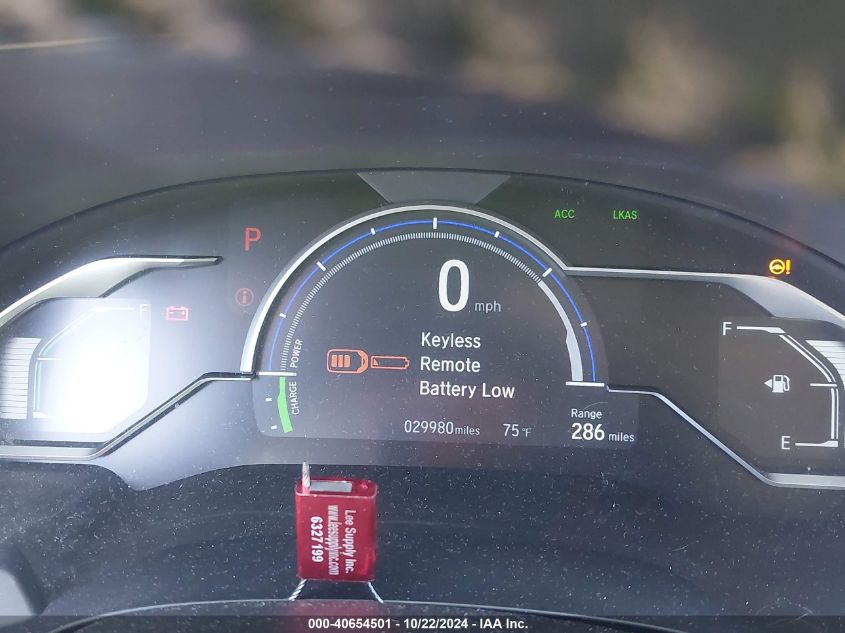 ACC
LKAS
P
F
0
mph
POWER
CHARGE
Keyless
Remote
Battery Low
029980 miles
75°F
Range
286 miles
F
E
Lee Supply Inc.
www.leesupplyinc.com
6327199
000-40654501 - 10/22/2024 - IAA Inc.